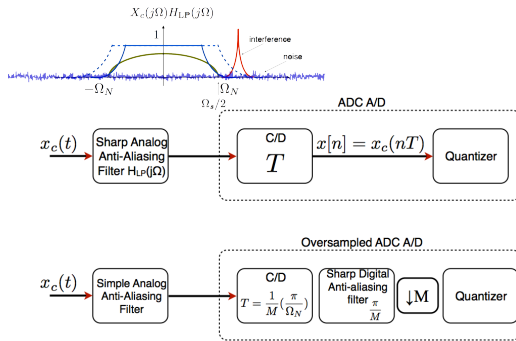 X_c(jΩ)H_LP(jΩ)
1
interference
noise
−Ω_N
Ω_N
Ω_s/2
ADC A/D
x_c(t)
Sharp Analog
Anti-Aliasing
Filter H_LP(jΩ)
C/D
T
x[n] = x_c(nT)
Quantizer
Oversampled ADC A/D
x_c(t)
Simple Analog
Anti-Aliasing
Filter
C/D
T = 1/M (π/Ω_N)
Sharp Digital
Anti-aliasing
filter π/M
↓M
Quantizer